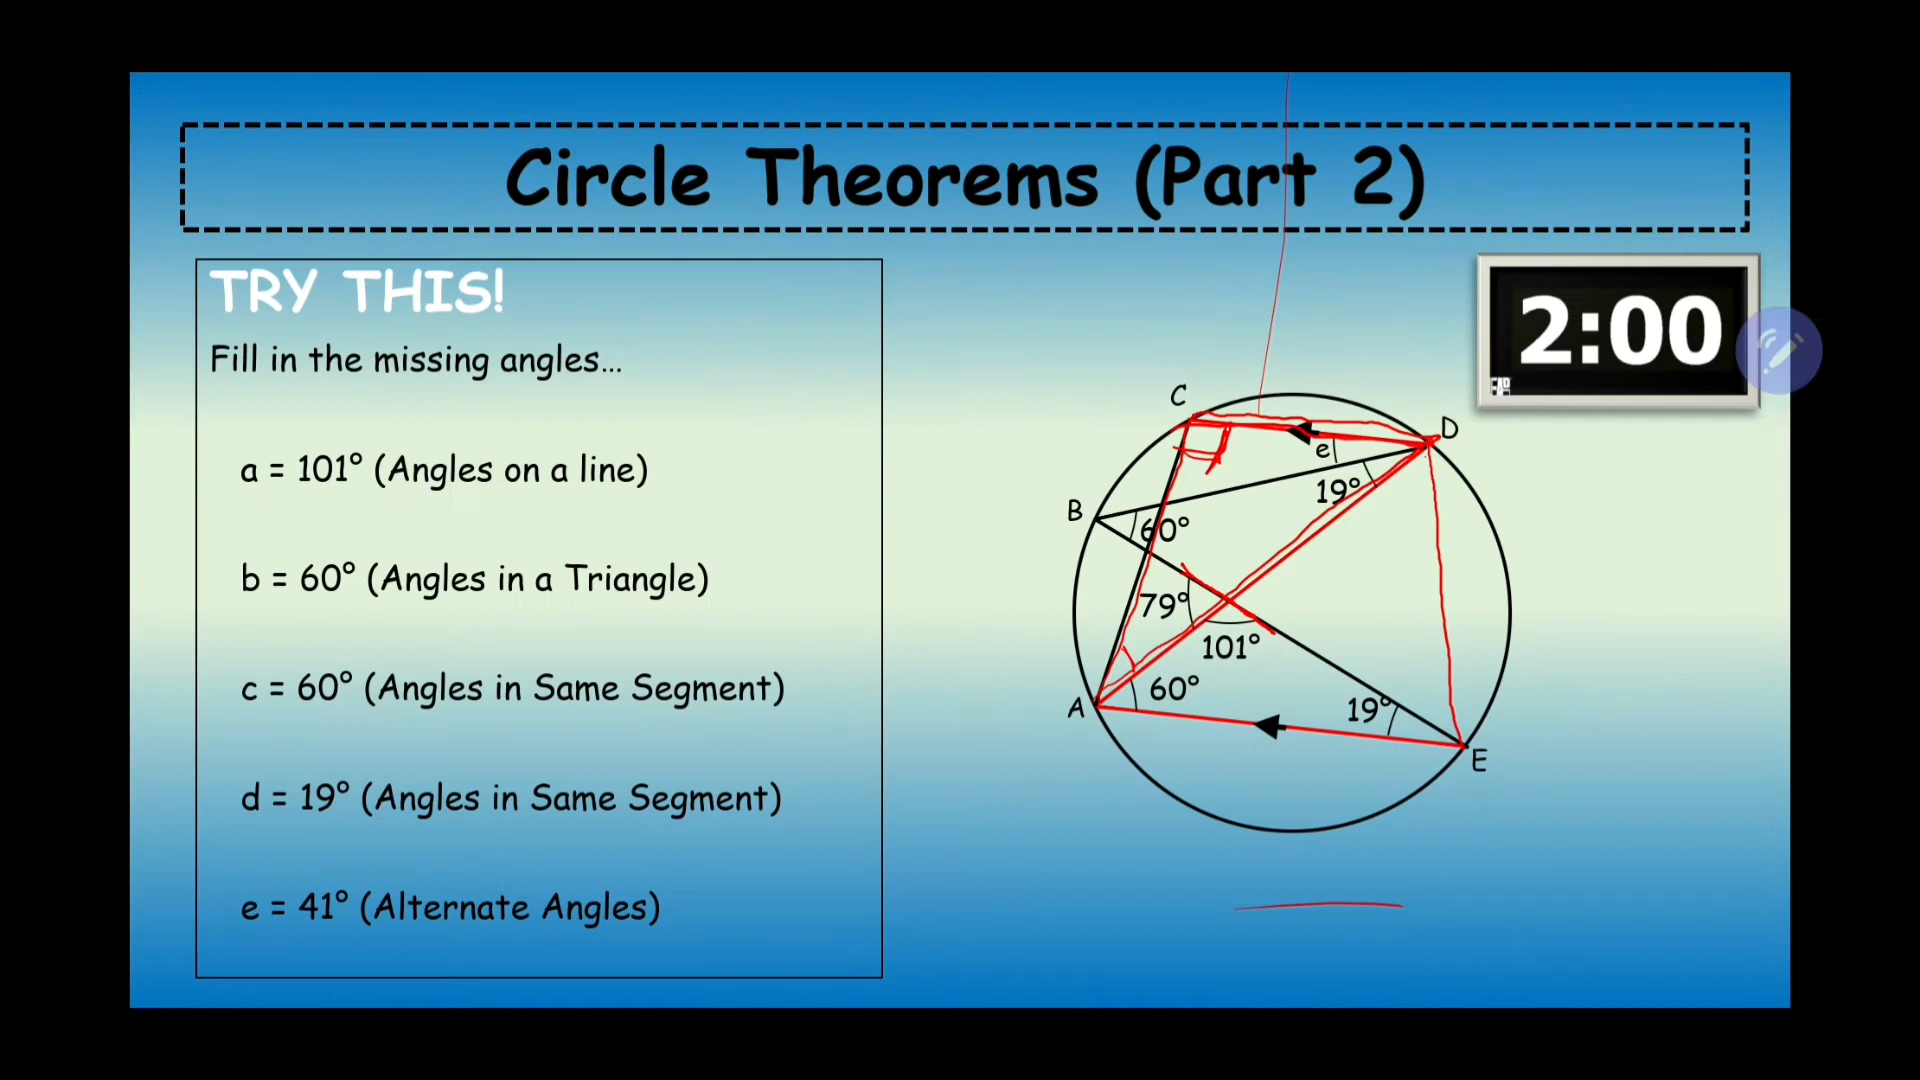 Circle Theorems (Part 2)
TRY THIS!
Fill in the missing angles...
a = 101° (Angles on a line)
b = 60° (Angles in a Triangle)
c = 60° (Angles in Same Segment)
d = 19° (Angles in Same Segment)
e = 41° (Alternate Angles)
2:00
C
D
e
19°
B
60°
79°
101°
A
60°
19°
E